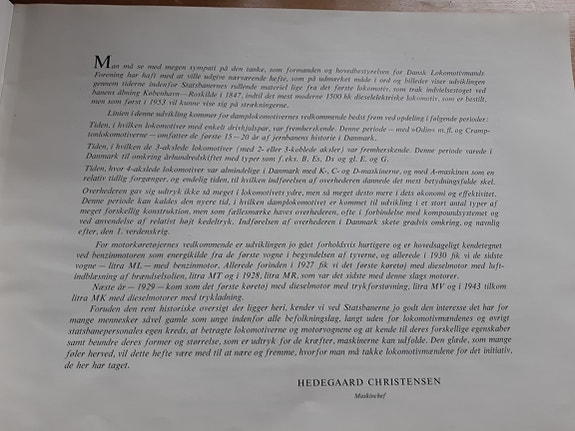 Man må se med megen sympati på den tanke, som formanden og hovedbestyrelsen for Dansk Lokomotivmands
Forening har haft med at ville udgive nærværende hefte, som på udmærket måde i ord og billeder viser udviklingen
gennem tiderne indenfor Statsbanernes rullende materiel lige fra det første lokomotiv, som trak indvielsestoget ved
banens åbning København—Roskilde i 1847, indtil det mest moderne 1500 hk dieselelektriske lokomotiv, som er bestilt,
men som først i 1953 vil kunne vise sig på strækningerne.
Linien i denne udvikling kommer for damplokomotivernes vedkommende bedst frem ved opdeling i følgende perioder:
Tiden, i hvilken lokomotiver med enkelt drivhjulspar, var fremherskende. Denne periode — med »Odin« m. fl. og Cramp-
tonlokomotiverne — omfatter de første 15—20 år af jernbanens historie i Danmark.
Tiden, i hvilken de 3-akslede lokomotiver (med 2- eller 3-koblede aksler) var fremherskende. Denne periode varede i
Danmark til omkring århundredskiftet med typer som f. eks. B, Es, Ds og gl. E. og G.
Tiden, hvor 4-akslede lokomotiver var almindelige i Danmark med K-, C- og D-maskinerne, og med A-maskinen som en
relativ tidlig forgænger, og endelig tiden, til hvilken indførelsen af overhederen dannede det mest betydningsfulde skel.
Overhederen gav sig udtryk ikke så meget i lokomotivets ydre, men så meget desto mere i dets økonomi og effektivitet.
Denne periode kan kaldes den nyere tid, i hvilken damplokomotivet er kommet til udvikling i et stort antal typer af
meget forskellig konstruktion, men som fællesmærke haves overhederen, ofte i forbindelse med kompoundsystemet og
ved anvendelse af relativt højt kedeltryk. Indførelsen af overhederen i Danmark skete gradvis omkring, og navnlig
efter, den 1. verdenskrig.
For motorkøretøjernes vedkommende er udviklingen jo gået forholdsvis hurtigere og er hovedsageligt kendetegnet
ved benzinmotoren som energikilde fra de første vogne i begyndelsen af tyverne, og allerede i 1930 fik vi de sidste
vogne — litra ML — med benzinmotor. Allerede forinden i 1927 fik vi det første køretøj med dieselmotor med luft-
indblæsning af brændselsolien, litra MT og i 1928, litra MR, som var det sidste med denne slags motorer.
Næste år — 1929 — kom som det første køretøj med dieselmotor med trykforstøvning, litra MV og i 1943 tilkom
litra MK med dieselmotorer med trykladning.
Foruden den rent historiske oversigt der ligger heri, kender vi ved Statsbanerne jo godt den interesse det har for
mange mennesker såvel gamle som unge indenfor alle befolkningslag, langt uden for lokomotivmændenes og øvrigt
statsbanepersonales egen kreds, at betragte lokomotiverne og motorvognene og at kende til deres forskellige egenskaber
samt beundre deres former og størrelse, som er udtryk for de kræfter, maskinerne kan udfolde. Den glæde, som mange
føler herved, vil dette hefte være med til at nære og fremme, hvorfor man må takke lokomotivmændene for det initiativ,
de her har taget.
HEDEGAARD CHRISTENSEN
Maskinchef